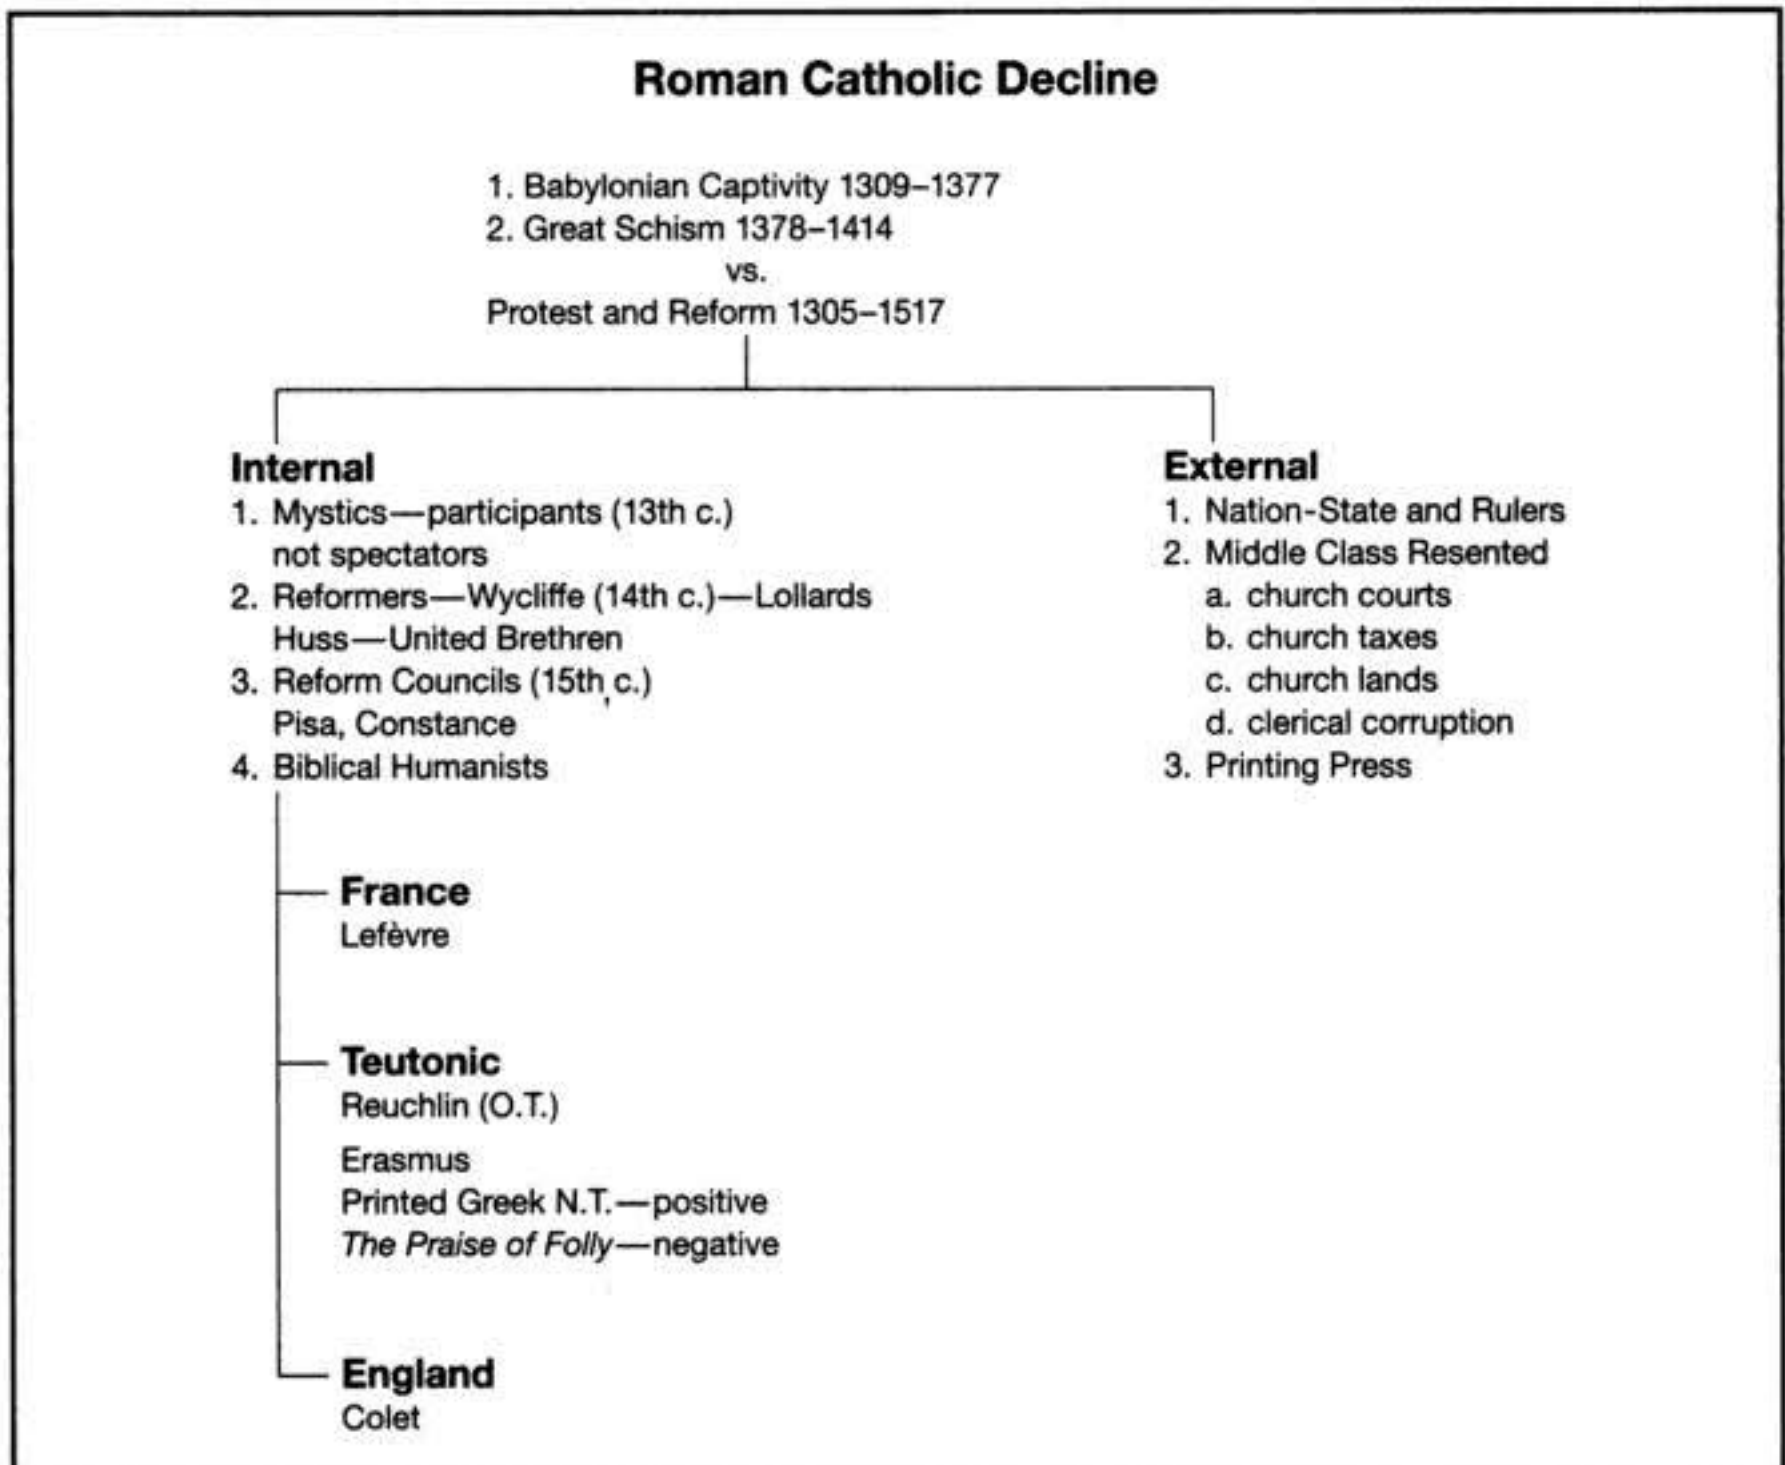 Roman Catholic Decline
1. Babylonian Captivity 1309–1377
2. Great Schism 1378–1414
vs.
Protest and Reform 1305–1517
Internal
1. Mystics—participants (13th c.)
not spectators
2. Reformers—Wycliffe (14th c.)—Lollards
Huss—United Brethren
3. Reform Councils (15th c.)
Pisa, Constance
4. Biblical Humanists
External
1. Nation-State and Rulers
2. Middle Class Resented
a. church courts
b. church taxes
c. church lands
d. clerical corruption
3. Printing Press
France
Lefèvre
Teutonic
Reuchlin (O.T.)
Erasmus
Printed Greek N.T.—positive
The Praise of Folly—negative
England
Colet